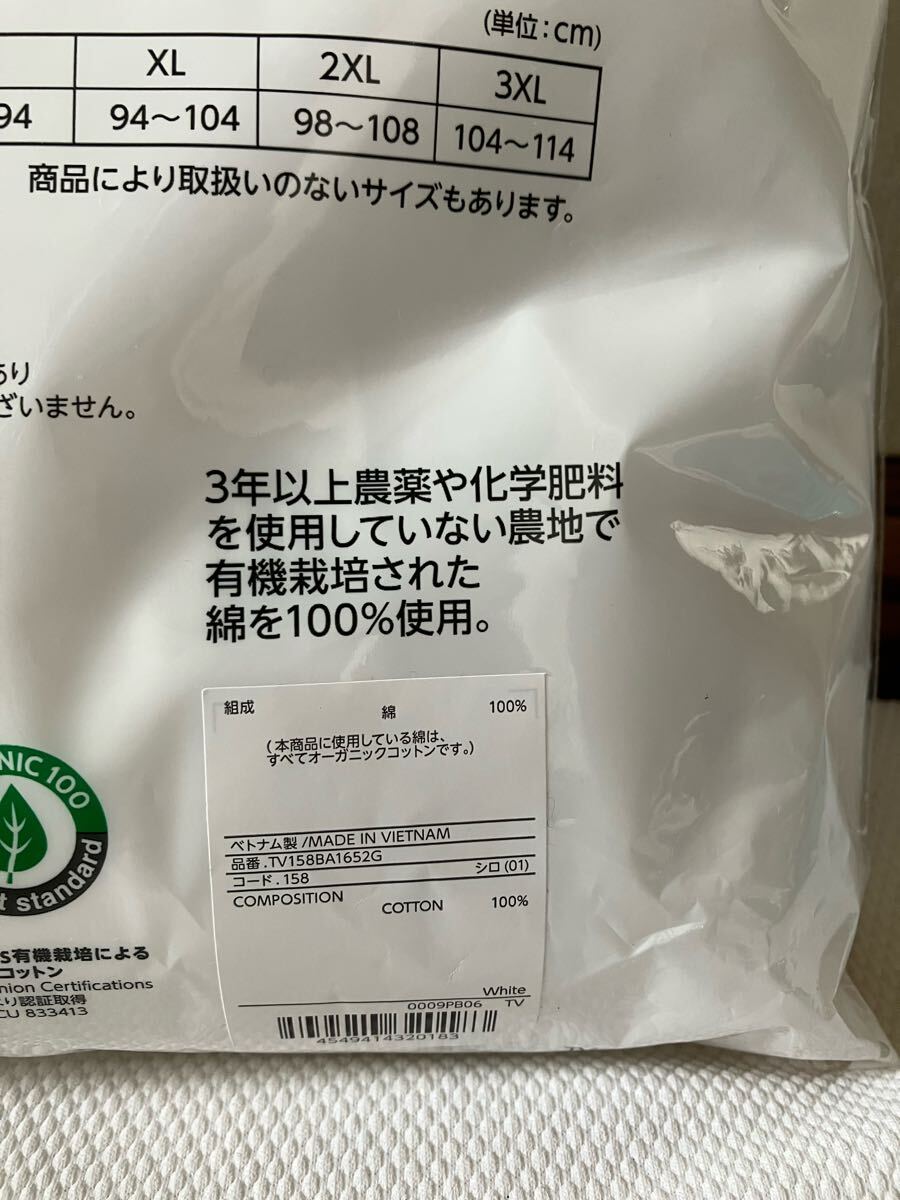 (単位:cm)
XL 2XL 3XL
94 94〜104 98〜108 104〜114
商品により取扱いのないサイズもあります。
あり
ざいません。
3年以上農薬や化学肥料
を使用していない農地で
有機栽培された
綿を100%使用。
組成 綿 100%
(本商品に使用している綿は、
すべてオーガニックコットンです。)
NIC 100
t standard
ベトナム製 /MADE IN VIETNAM
品番.TV158BA1652G
コード.158 シロ(01)
COMPOSITION COTTON 100%
S有機栽培による
コットン
nion Certifications
より認証取得
CU 833413
White
0009PB06 TV
4549414320183